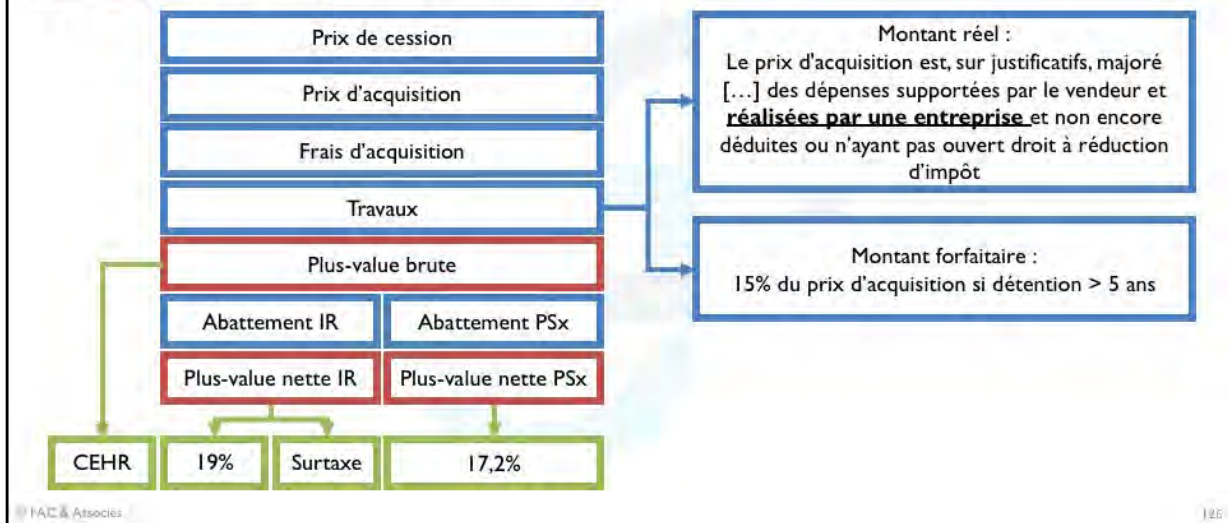 Prix de cession
Prix d'acquisition
Frais d'acquisition
Travaux
Plus-value brute
Abattement IR
Abattement PSx
Plus-value nette IR
Plus-value nette PSx
CEHR
19%
Surtaxe
17,2%
Montant réel :
Le prix d'acquisition est, sur justificatifs, majoré
[…] des dépenses supportées par le vendeur et
réalisées par une entreprise et non encore
déduites ou n'ayant pas ouvert droit à réduction
d'impôt
Montant forfaitaire :
15% du prix d'acquisition si détention > 5 ans
© FAC & Associés
126